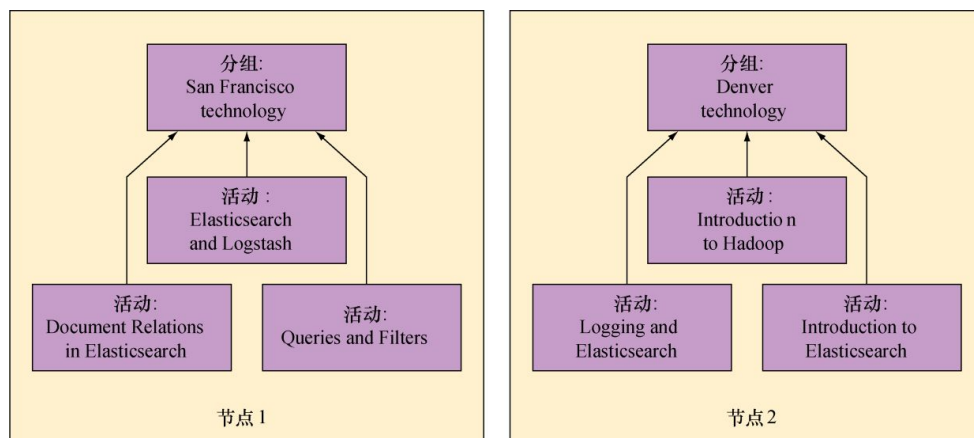 分组:
San Francisco
technology
活动 :
Elasticsearch
and Logstash
活动:
Document Relations
in Elasticsearch
活动:
Queries and Filters
节点1
分组:
Denver
technology
活动:
Introduction
to Hadoop
活动:
Logging and
Elasticsearch
活动:
Introduction to
Elasticsearch
节点2